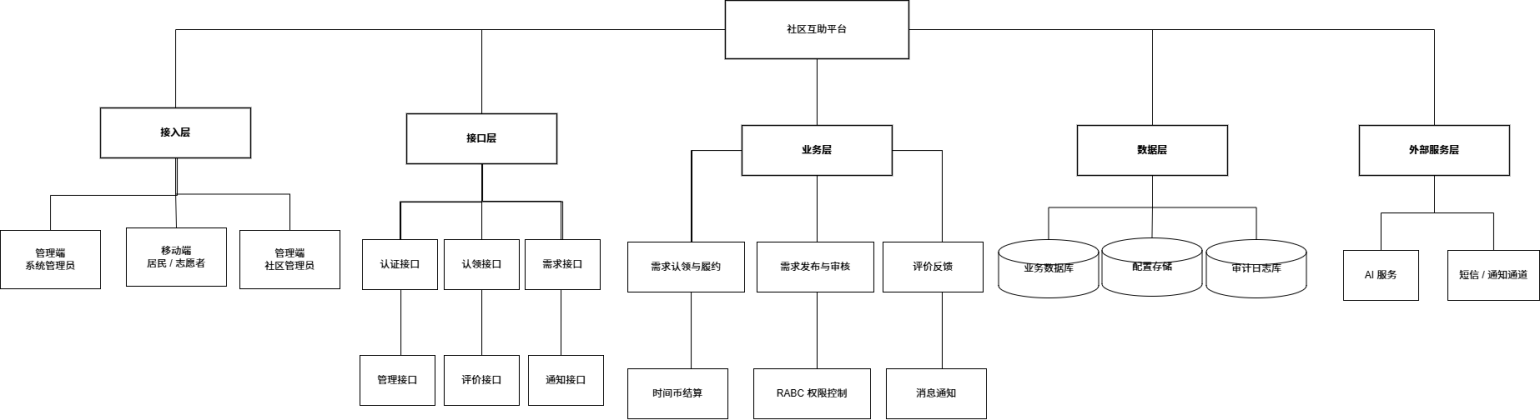 社区互助平台
接入层
接口层
业务层
数据层
外部服务层
管理端
系统管理员
移动端
居民 / 志愿者
管理端
社区管理员
认证接口
认领接口
需求接口
需求认领与履约
需求发布与审核
评价反馈
业务数据库
配置存储
审计日志库
AI 服务
短信 / 通知通道
管理接口
评价接口
通知接口
时间币结算
RABC 权限控制
消息通知